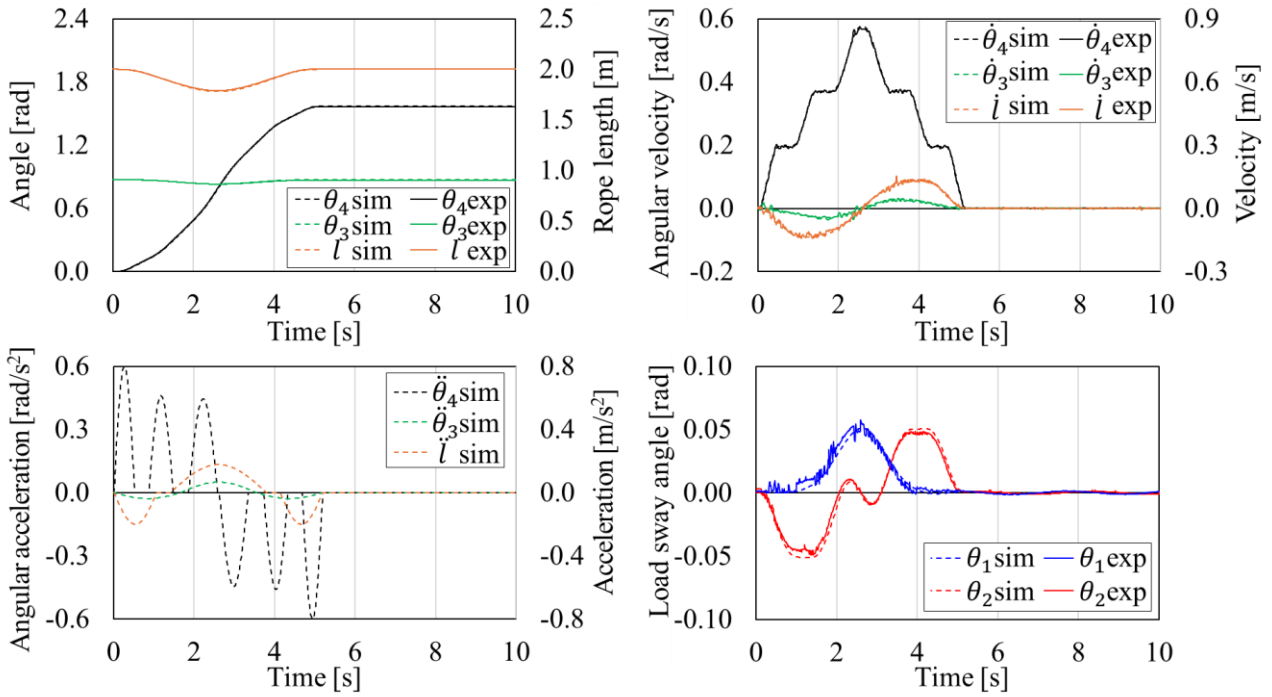 2.4
1.8
1.2
0.6
0.0
Angle [rad]
2.5
2.0
1.5
1.0
0.5
0.0
Rope length [m]
θ₄sim θ₄exp
θ₃sim θ₃exp
l sim l exp
0 2 4 6 8 10
Time [s]
0.6
0.4
0.2
0.0
-0.2
Angular velocity [rad/s]
0.9
0.6
0.3
0.0
-0.3
Velocity [m/s]
θ̇₄sim θ̇₄exp
θ̇₃sim θ̇₃exp
l̇ sim l̇ exp
0 2 4 6 8 10
Time [s]
0.6
0.3
0.0
-0.3
-0.6
Angular acceleration [rad/s²]
0.8
0.4
0.0
-0.4
-0.8
Acceleration [m/s²]
θ̈₄sim
θ̈₃sim
l̈ sim
0 2 4 6 8 10
Time [s]
0.10
0.05
0.00
-0.05
-0.10
Load sway angle [rad]
θ₁sim θ₁exp
θ₂sim θ₂exp
0 2 4 6 8 10
Time [s]